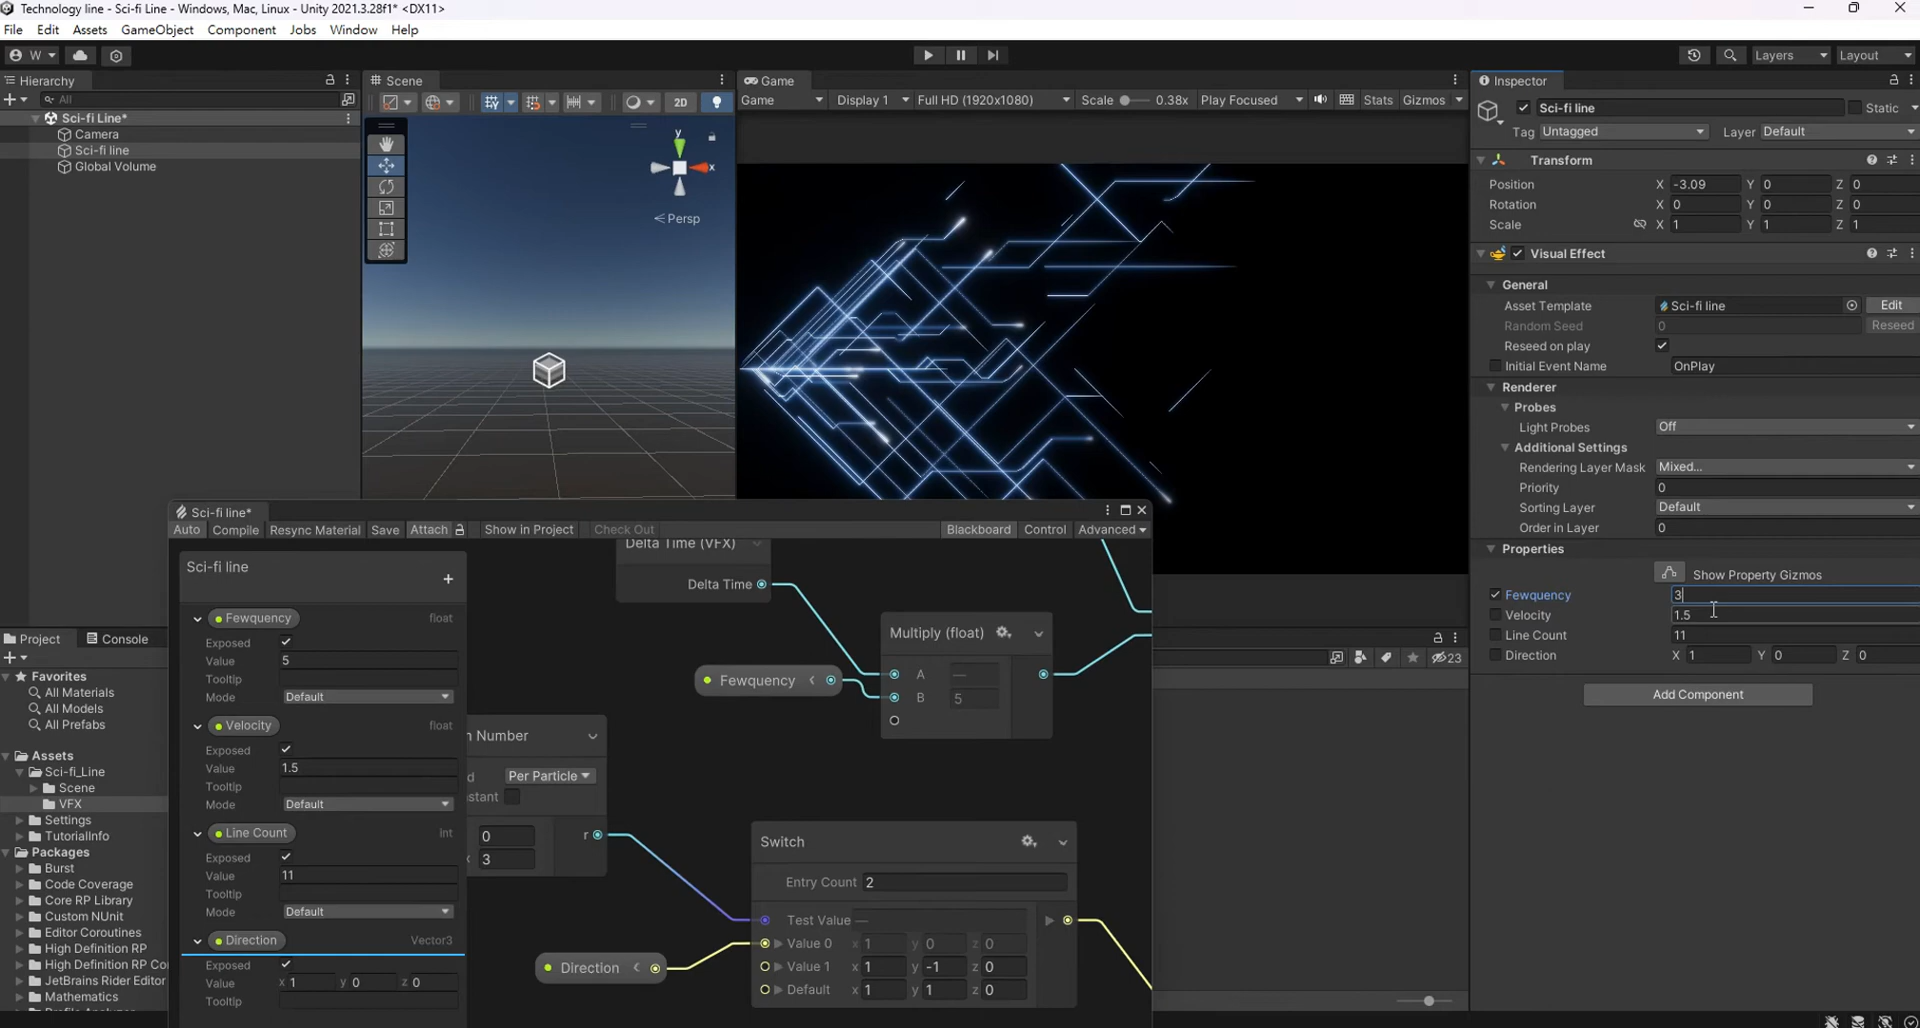 Technology line - Sci-fi Line - Windows, Mac, Linux - Unity 2021.3.28f1* <DX11>
File Edit Assets GameObject Component Jobs Window Help
W Layers Layout
Hierarchy
All
Sci-fi Line*
Camera
Sci-fi line
Global Volume
Scene
2D
y
x
Persp
Game
Game Display 1 Full HD (1920x1080) Scale 0.38x Play Focused Stats Gizmos
Inspector
Sci-fi line Static
Tag Untagged Layer Default
Transform
Position X -3.09 Y 0 Z 0
Rotation X 0 Y 0 Z 0
Scale X 1 Y 1 Z 1
Visual Effect
General
Asset Template Sci-fi line Edit
Random Seed 0 Reseed
Reseed on play
Initial Event Name OnPlay
Renderer
Probes
Light Probes Off
Additional Settings
Rendering Layer Mask Mixed...
Priority 0
Sorting Layer Default
Order in Layer 0
Properties
Show Property Gizmos
Fewquency 3
Velocity 1.5
Line Count 11
Direction X 1 Y 0 Z 0
Add Component
Sci-fi line*
Auto Compile Resync Material Save Attach Show in Project Check Out Blackboard Control Advanced
Sci-fi line
Fewquency float
Exposed
Value 5
Tooltip
Mode Default
Velocity float
Exposed
Value 1.5
Tooltip
Mode Default
Line Count Int
Exposed
Value 11
Tooltip
Mode Default
Direction Vector3
Exposed
Value x 1 y 0 z 0
Tooltip
Delta Time (VFX)
Delta Time
Multiply (float)
A
B 5
Fewquency
n Number
d Per Particle
nstant
0 r
x 3
Switch
Entry Count 2
Test Value
Value 0 x 1 y 0 z 0
Value 1 x 1 y -1 z 0
Default x 1 y 1 z 0
Direction
23
Project Console
Favorites
All Materials
All Models
All Prefabs
Assets
Sci-fi_Line
Scene
VFX
Settings
TutorialInfo
Packages
Burst
Code Coverage
Core RP Library
Custom NUnit
Editor Coroutines
High Definition RP
High Definition RP Co
JetBrains Rider Editor
Mathematics